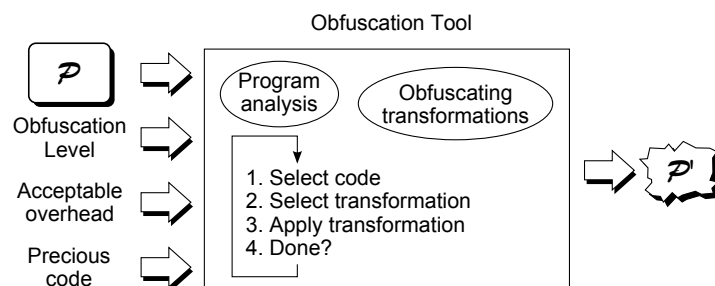 Obfuscation Tool
P
Obfuscation
Level
Acceptable
overhead
Precious
code
Program
analysis
Obfuscating
transformations
1. Select code
2. Select transformation
3. Apply transformation
4. Done?
P'